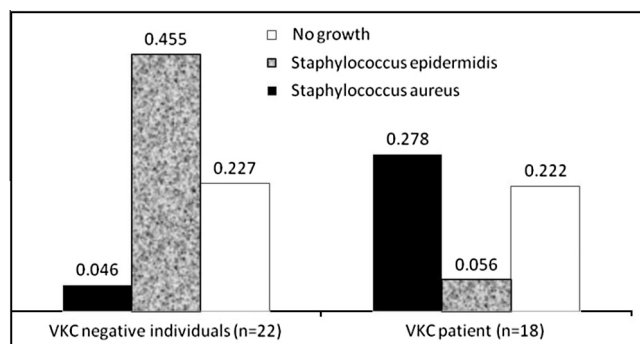 No growth
Staphylococcus epidermidis
Staphylococcus aureus
0.455
0.227
0.046
0.278
0.222
0.056
VKC negative individuals (n=22)
VKC patient (n=18)